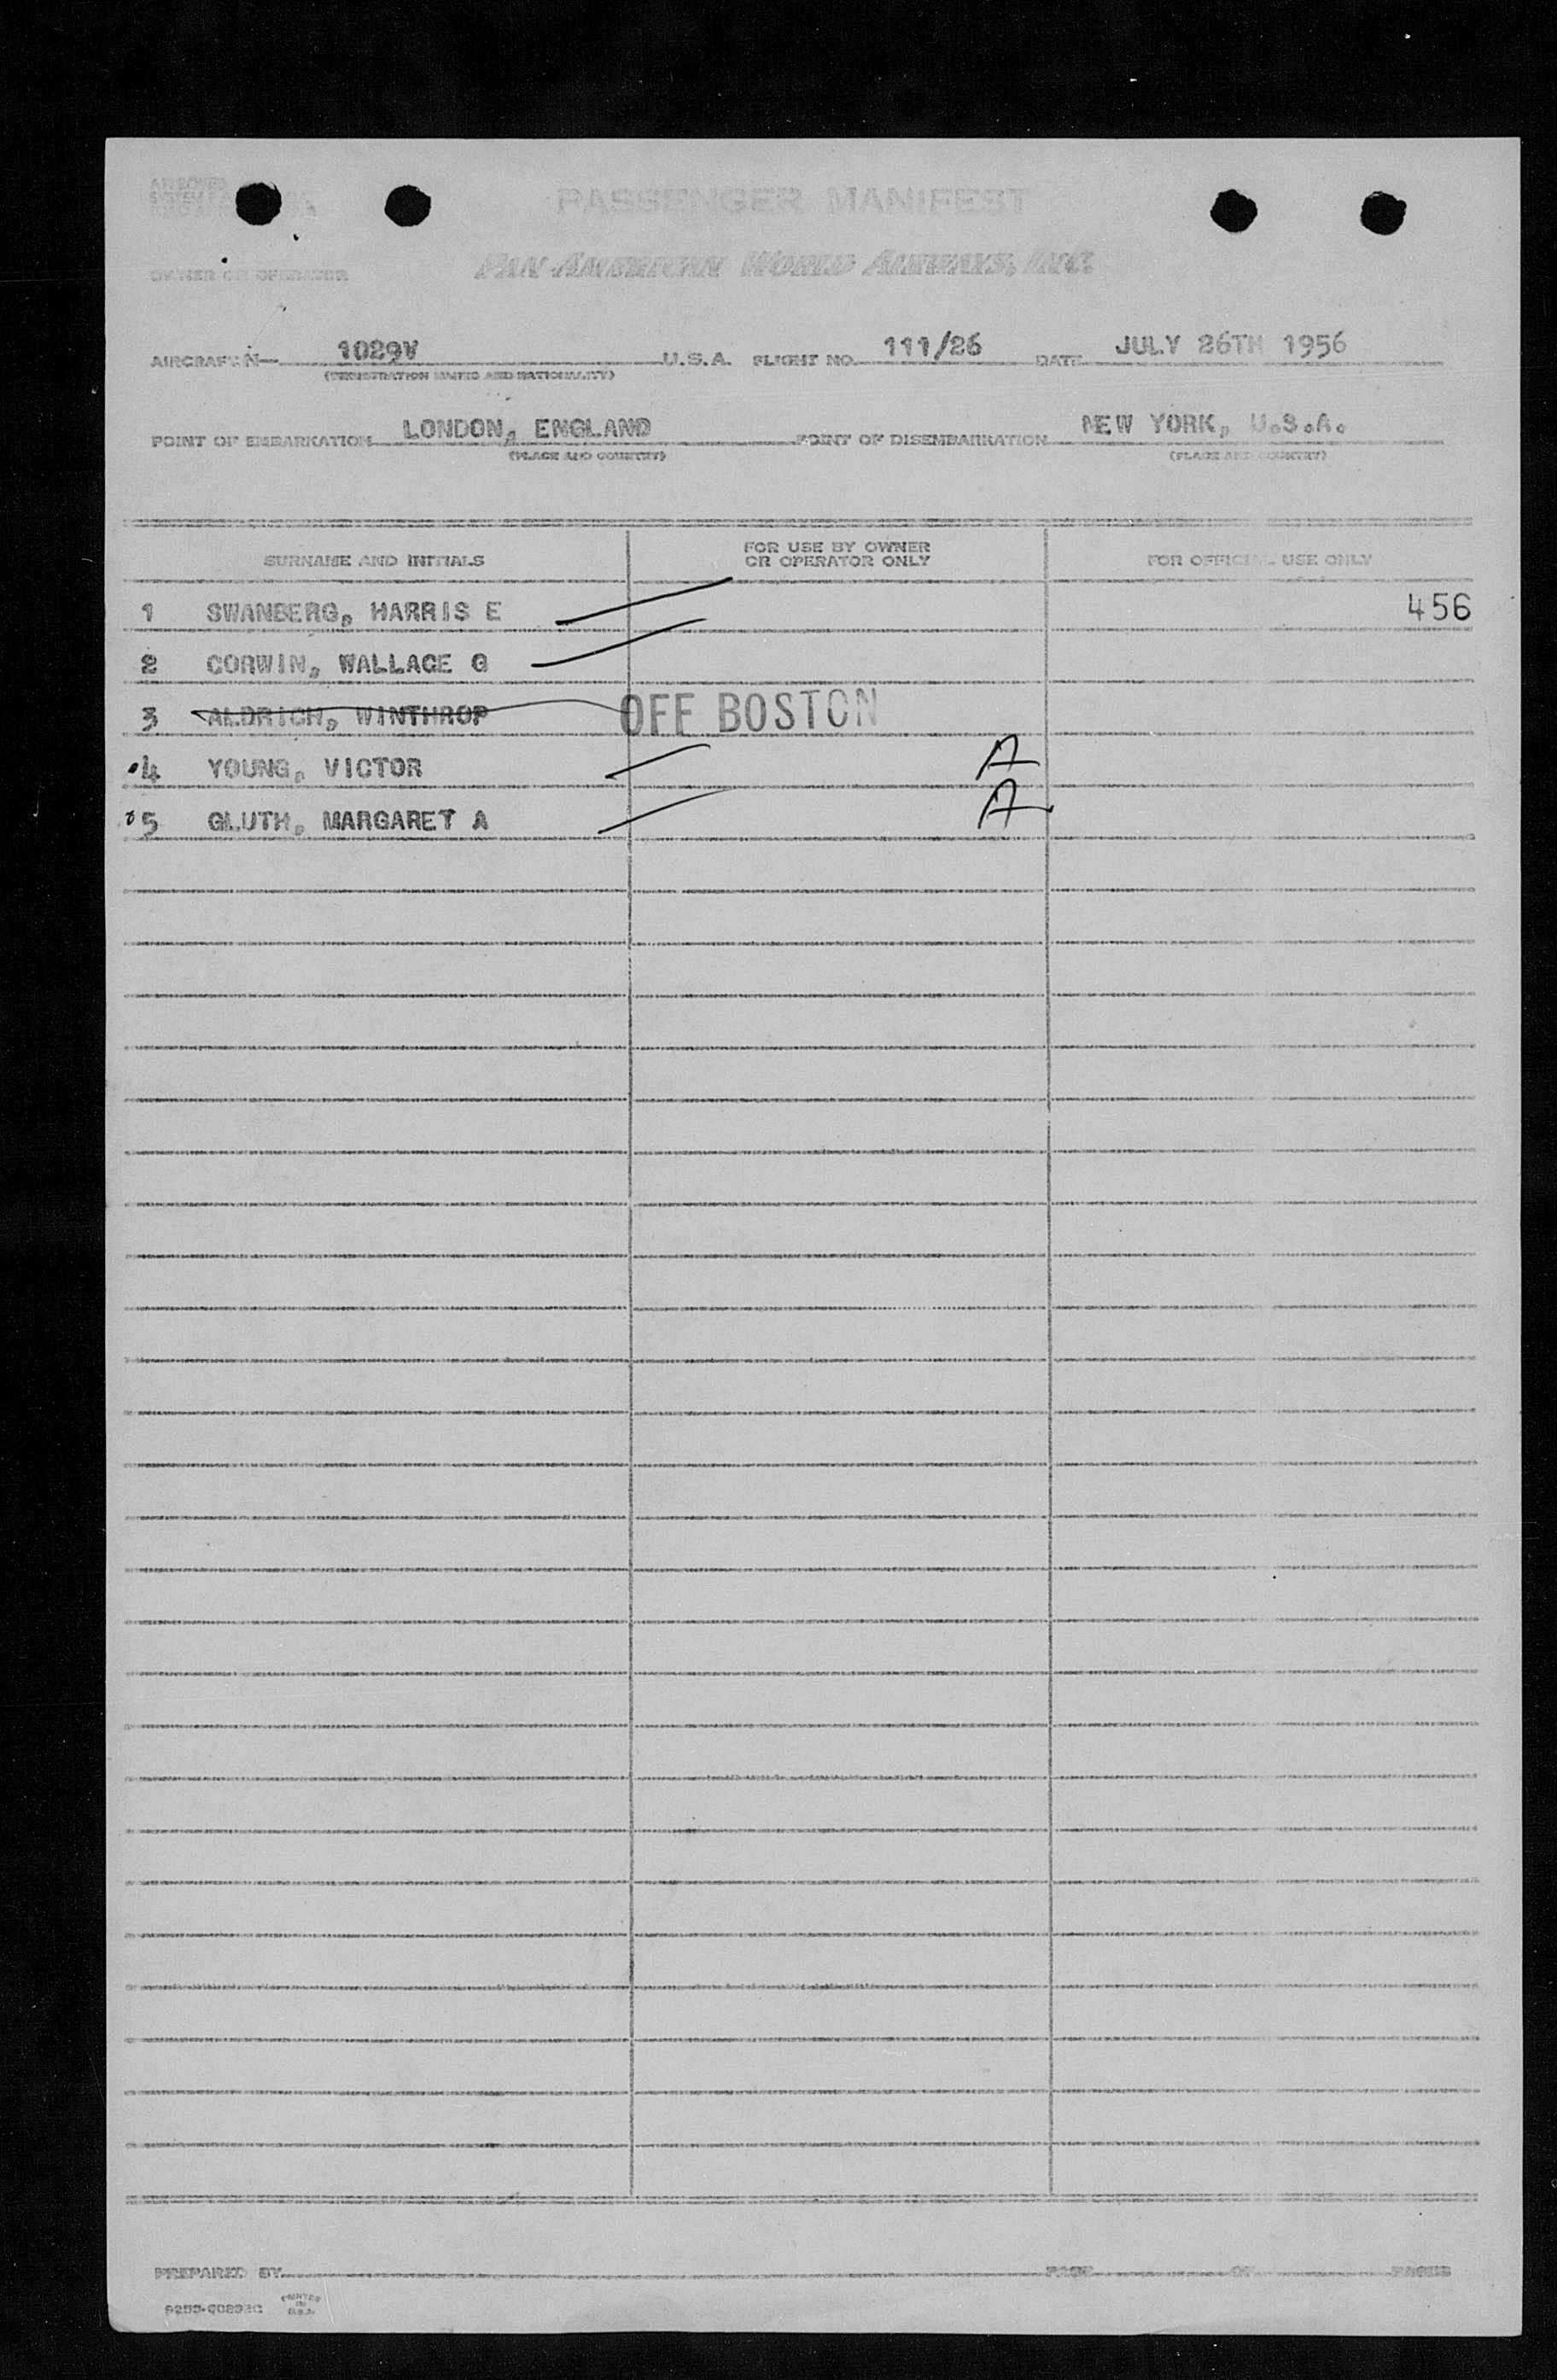 APPROVED
PASSENGER MANIFEST
OWNER OR OPERATOR PAN AMERICAN WORLD AIRWAYS, INC.
AIRCRAFT N— 1029V U.S.A. FLIGHT NO. 111/26 DATE JULY 26TH 1956
(REGISTRATION MARKS AND NATIONALITY)
POINT OF EMBARKATION LONDON, ENGLAND POINT OF DISEMBARKATION NEW YORK, U.S.A.
(PLACE AND COUNTRY) (PLACE AND COUNTRY)
SURNAME AND INITIALS FOR USE BY OWNER OR OPERATOR ONLY FOR OFFICIAL USE ONLY
1 SWANBERG, HARRIS E 456
2 CORWIN, WALLACE G
3 ALDRICH, WINTHROP OFF BOSTON
4 YOUNG, VICTOR A
5 GLUTH, MARGARET A A
PREPARED BY PAGE OF PAGES
PRINTED IN U.S.A.